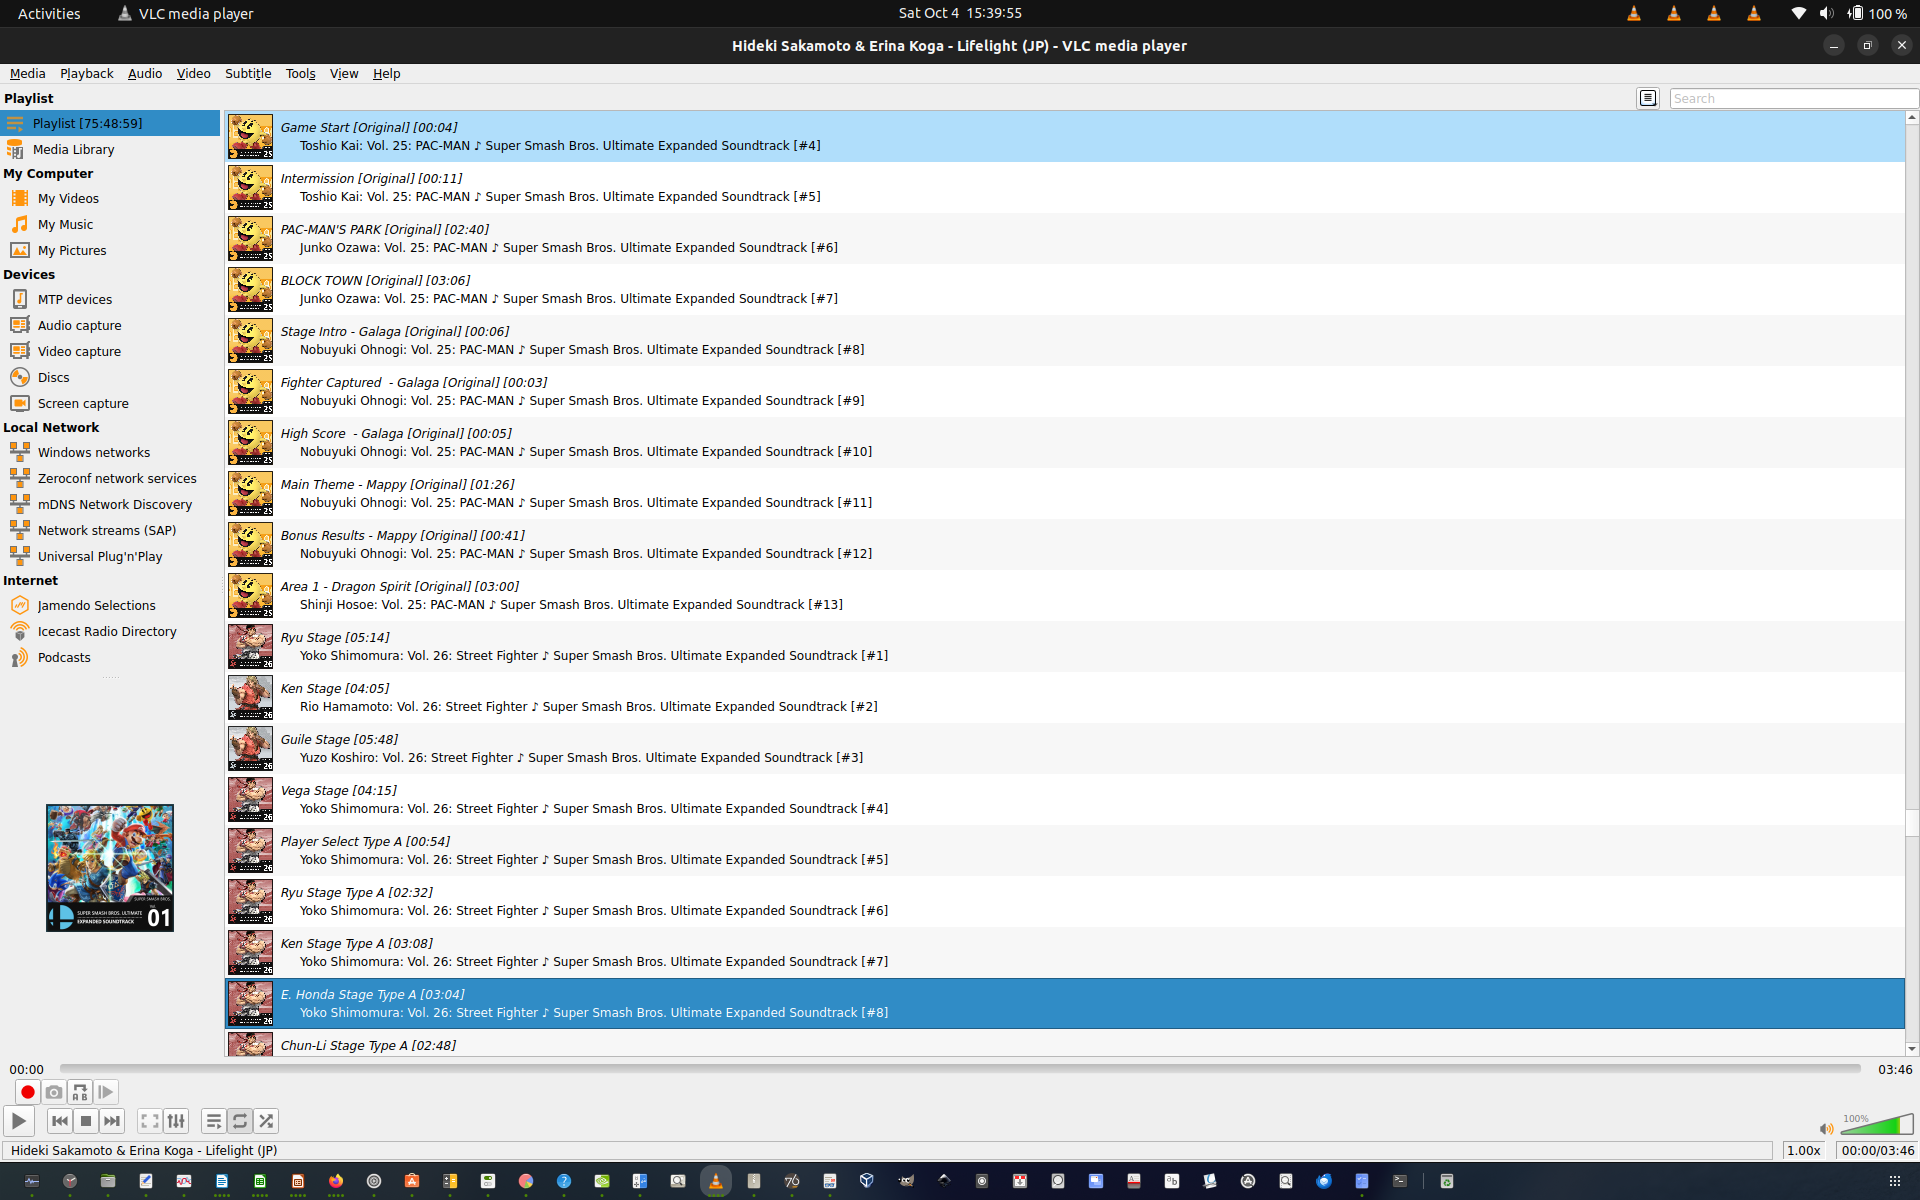 Activities
VLC media player
Sat Oct 4 15:39:55
100 %
Hideki Sakamoto & Erina Koga - Lifelight (JP) - VLC media player
Media Playback Audio Video Subtitle Tools View Help
Playlist
Search
Playlist [75:48:59]
Media Library
My Computer
My Videos
My Music
My Pictures
Devices
MTP devices
Audio capture
Video capture
Discs
Screen capture
Local Network
Windows networks
Zeroconf network services
mDNS Network Discovery
Network streams (SAP)
Universal Plug'n'Play
Internet
Jamendo Selections
Icecast Radio Directory
Podcasts
SUPER SMASH BROS. ULTIMATE
EXPANDED SOUNDTRACK
01
Game Start [Original] [00:04]
Toshio Kai: Vol. 25: PAC-MAN ♪ Super Smash Bros. Ultimate Expanded Soundtrack [#4]
Intermission [Original] [00:11]
Toshio Kai: Vol. 25: PAC-MAN ♪ Super Smash Bros. Ultimate Expanded Soundtrack [#5]
PAC-MAN'S PARK [Original] [02:40]
Junko Ozawa: Vol. 25: PAC-MAN ♪ Super Smash Bros. Ultimate Expanded Soundtrack [#6]
BLOCK TOWN [Original] [03:06]
Junko Ozawa: Vol. 25: PAC-MAN ♪ Super Smash Bros. Ultimate Expanded Soundtrack [#7]
Stage Intro - Galaga [Original] [00:06]
Nobuyuki Ohnogi: Vol. 25: PAC-MAN ♪ Super Smash Bros. Ultimate Expanded Soundtrack [#8]
Fighter Captured  - Galaga [Original] [00:03]
Nobuyuki Ohnogi: Vol. 25: PAC-MAN ♪ Super Smash Bros. Ultimate Expanded Soundtrack [#9]
High Score  - Galaga [Original] [00:05]
Nobuyuki Ohnogi: Vol. 25: PAC-MAN ♪ Super Smash Bros. Ultimate Expanded Soundtrack [#10]
Main Theme - Mappy [Original] [01:26]
Nobuyuki Ohnogi: Vol. 25: PAC-MAN ♪ Super Smash Bros. Ultimate Expanded Soundtrack [#11]
Bonus Results - Mappy [Original] [00:41]
Nobuyuki Ohnogi: Vol. 25: PAC-MAN ♪ Super Smash Bros. Ultimate Expanded Soundtrack [#12]
Area 1 - Dragon Spirit [Original] [03:00]
Shinji Hosoe: Vol. 25: PAC-MAN ♪ Super Smash Bros. Ultimate Expanded Soundtrack [#13]
Ryu Stage [05:14]
Yoko Shimomura: Vol. 26: Street Fighter ♪ Super Smash Bros. Ultimate Expanded Soundtrack [#1]
Ken Stage [04:05]
Rio Hamamoto: Vol. 26: Street Fighter ♪ Super Smash Bros. Ultimate Expanded Soundtrack [#2]
Guile Stage [05:48]
Yuzo Koshiro: Vol. 26: Street Fighter ♪ Super Smash Bros. Ultimate Expanded Soundtrack [#3]
Vega Stage [04:15]
Yoko Shimomura: Vol. 26: Street Fighter ♪ Super Smash Bros. Ultimate Expanded Soundtrack [#4]
Player Select Type A [00:54]
Yoko Shimomura: Vol. 26: Street Fighter ♪ Super Smash Bros. Ultimate Expanded Soundtrack [#5]
Ryu Stage Type A [02:32]
Yoko Shimomura: Vol. 26: Street Fighter ♪ Super Smash Bros. Ultimate Expanded Soundtrack [#6]
Ken Stage Type A [03:08]
Yoko Shimomura: Vol. 26: Street Fighter ♪ Super Smash Bros. Ultimate Expanded Soundtrack [#7]
E. Honda Stage Type A [03:04]
Yoko Shimomura: Vol. 26: Street Fighter ♪ Super Smash Bros. Ultimate Expanded Soundtrack [#8]
Chun-Li Stage Type A [02:48]
00:00
03:46
100%
Hideki Sakamoto & Erina Koga - Lifelight (JP)
1.00x
00:00/03:46